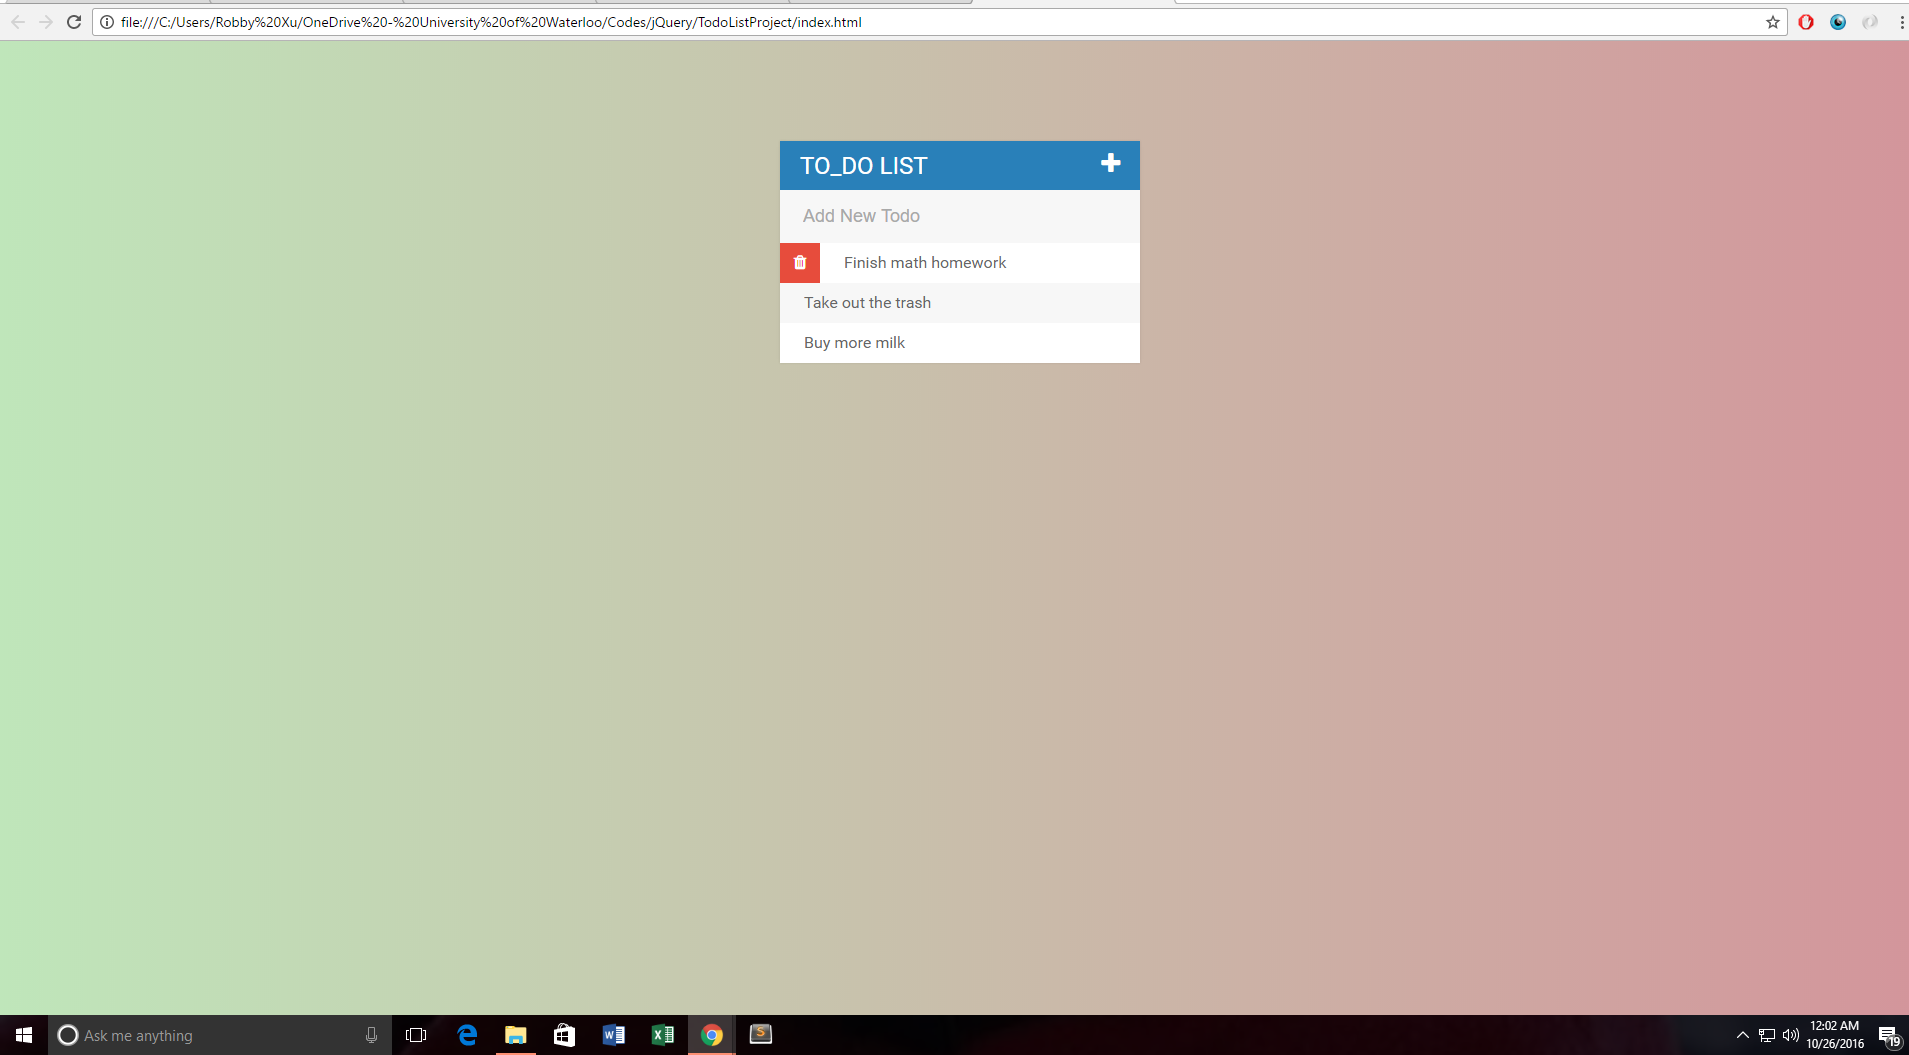 file:///C:/Users/Robby%20Xu/OneDrive%20-%20University%20of%20Waterloo/Codes/jQuery/TodoListProject/index.html
TO_DO LIST
Add New Todo
Finish math homework
Take out the trash
Buy more milk
Ask me anything
12:02 AM
10/26/2016
19